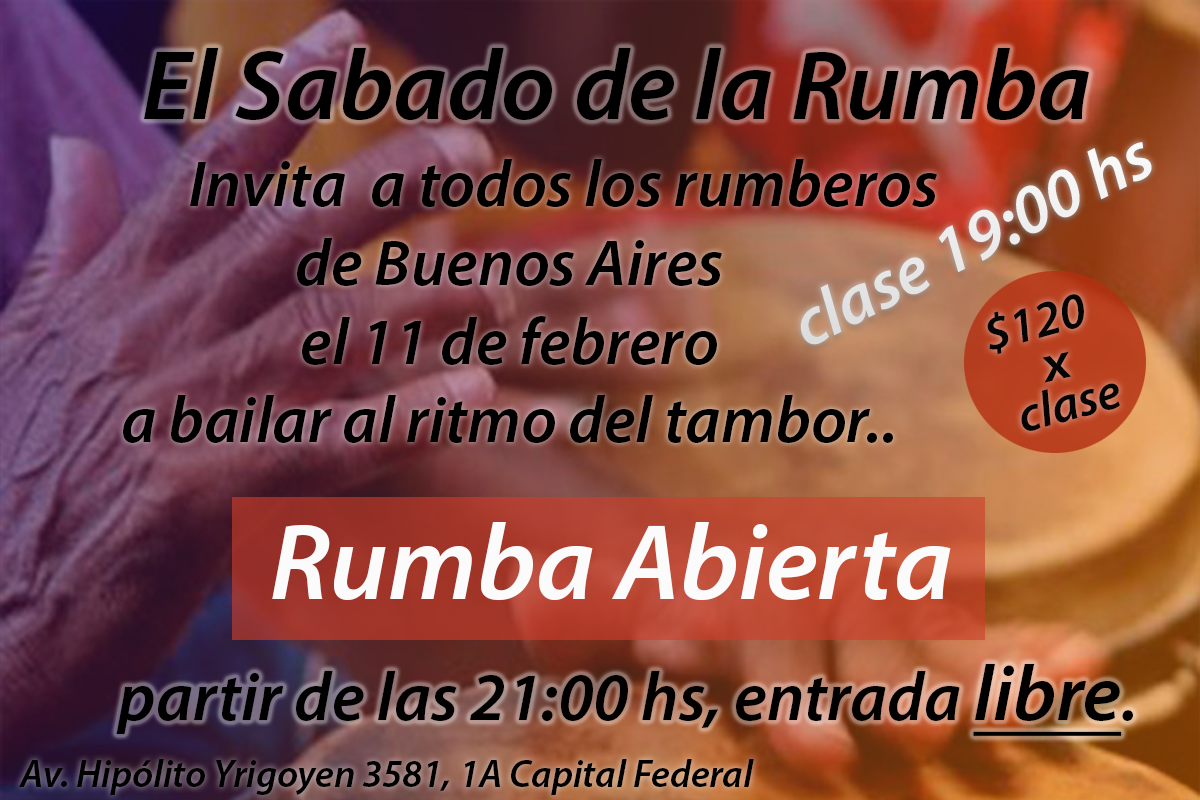 El Sabado de la Rumba
Invita a todos los rumberos
de Buenos Aires
el 11 de febrero
a bailar al ritmo del tambor..
clase 19:00 hs
$120
x
clase
Rumba Abierta
partir de las 21:00 hs, entrada libre.
Av. Hipólito Yrigoyen 3581, 1A Capital Federal